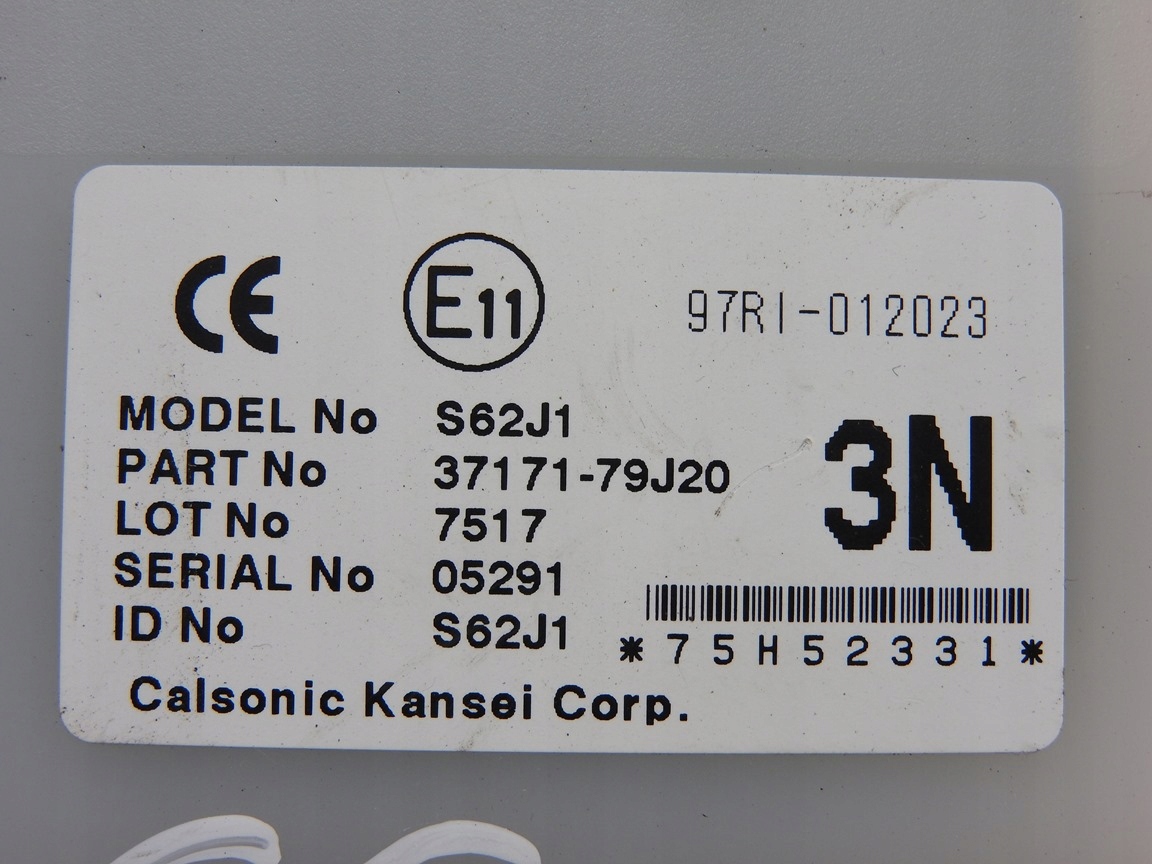 CE E11 97RI-012023
MODEL No S62J1
PART No 37171-79J20
3N
LOT No 7517
SERIAL No 05291
ID No S62J1
*75H52331*
Calsonic Kansei Corp.